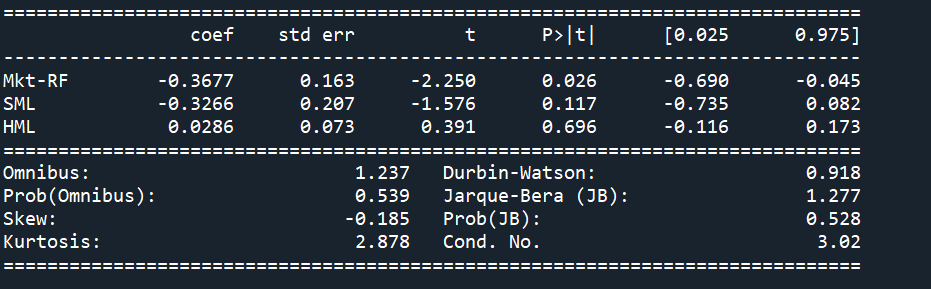 ==============================================================================
                 coef    std err          t      P>|t|      [0.025      0.975]
------------------------------------------------------------------------------
Mkt-RF        -0.3677      0.163     -2.250      0.026      -0.690      -0.045
SML           -0.3266      0.207     -1.576      0.117      -0.735       0.082
HML            0.0286      0.073      0.391      0.696      -0.116       0.173
==============================================================================
Omnibus:                        1.237   Durbin-Watson:                   0.918
Prob(Omnibus):                  0.539   Jarque-Bera (JB):                1.277
Skew:                          -0.185   Prob(JB):                        0.528
Kurtosis:                       2.878   Cond. No.                         3.02
==============================================================================